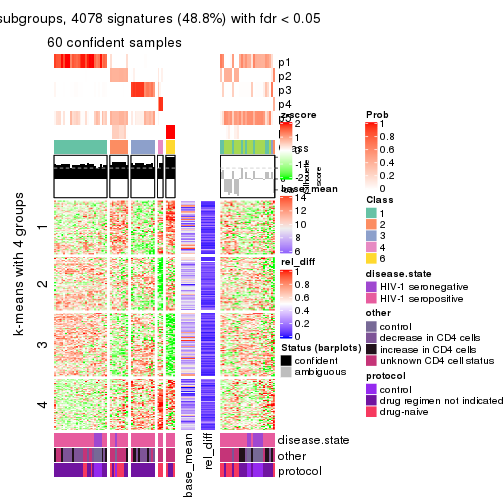 subgroups, 4078 signatures (48.8%) with fdr < 0.05
60 confident samples
p1
p2
p3
p4
k-means with 4 groups
1
2
3
4
z-score
2
1
0
-2
Silhouette
score
base_mean
14
12
10
8
6
rel_diff
1
0.8
0.6
0.4
0.2
0
Status (barplots)
confident
ambiguous
Prob
1
0.8
0.6
0.4
0.2
0
Class
1
2
3
4
6
disease.state
HIV-1 seronegative
HIV-1 seropositive
other
control
decrease in CD4 cells
increase in CD4 cells
unknown CD4 cell status
protocol
control
drug regimen not indicated
drug-naive
disease.state
other
protocol
base_mean
rel_diff